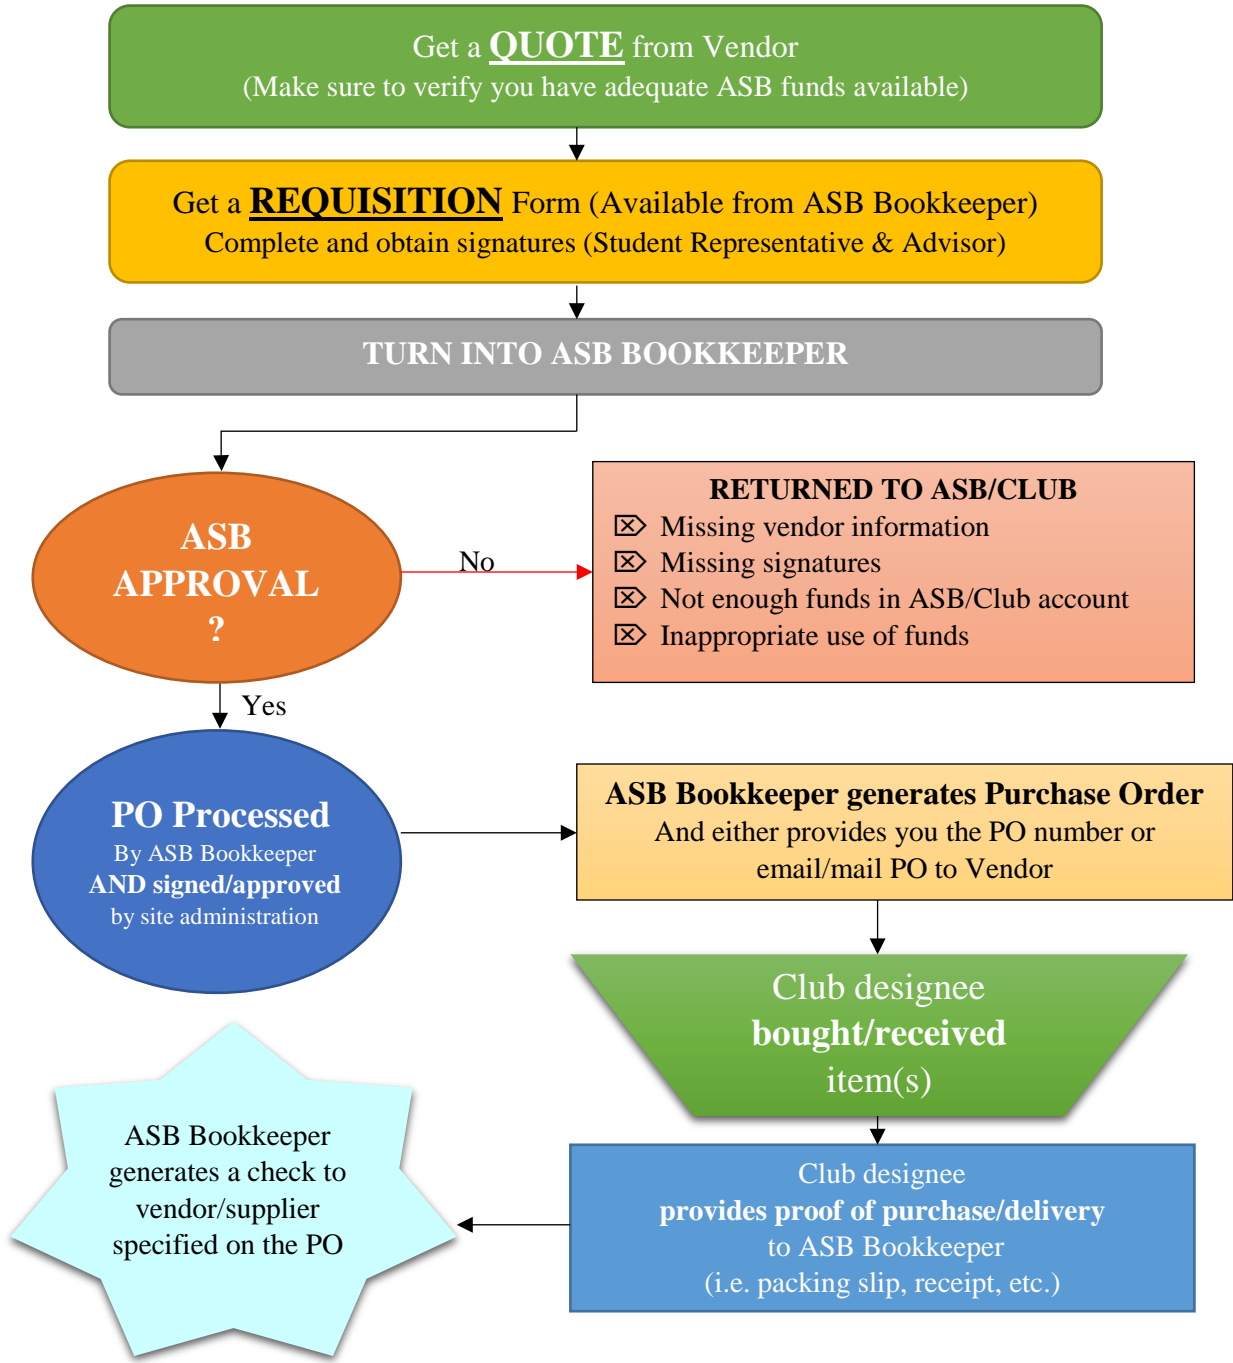 Get a QUOTE from Vendor
(Make sure to verify you have adequate ASB funds available)
Get a REQUISITION Form (Available from ASB Bookkeeper)
Complete and obtain signatures (Student Representative & Advisor)
TURN INTO ASB BOOKKEEPER
ASB
APPROVAL
?
No
RETURNED TO ASB/CLUB
⌦ Missing vendor information
⌦ Missing signatures
⌦ Not enough funds in ASB/Club account
⌦ Inappropriate use of funds
Yes
PO Processed
By ASB Bookkeeper
AND signed/approved
by site administration
ASB Bookkeeper generates Purchase Order
And either provides you the PO number or
email/mail PO to Vendor
Club designee
bought/received
item(s)
Club designee
provides proof of purchase/delivery
to ASB Bookkeeper
(i.e. packing slip, receipt, etc.)
ASB Bookkeeper
generates a check to
vendor/supplier
specified on the PO